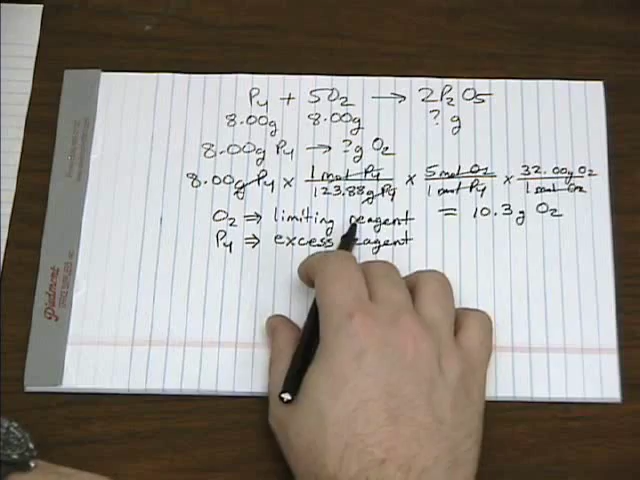 P4 + 5O2 → 2P2O5
8.00g 8.00g ? g
8.00g P4 → ?g O2
8.00g P4 × 1 mol P4 / 123.88g P4 × 5 mol O2 / 1 mol P4 × 32.00g O2 / 1 mol O2
O2 ⇒ limiting reagent = 10.3g O2
P4 ⇒ excess reagent
Piedmont